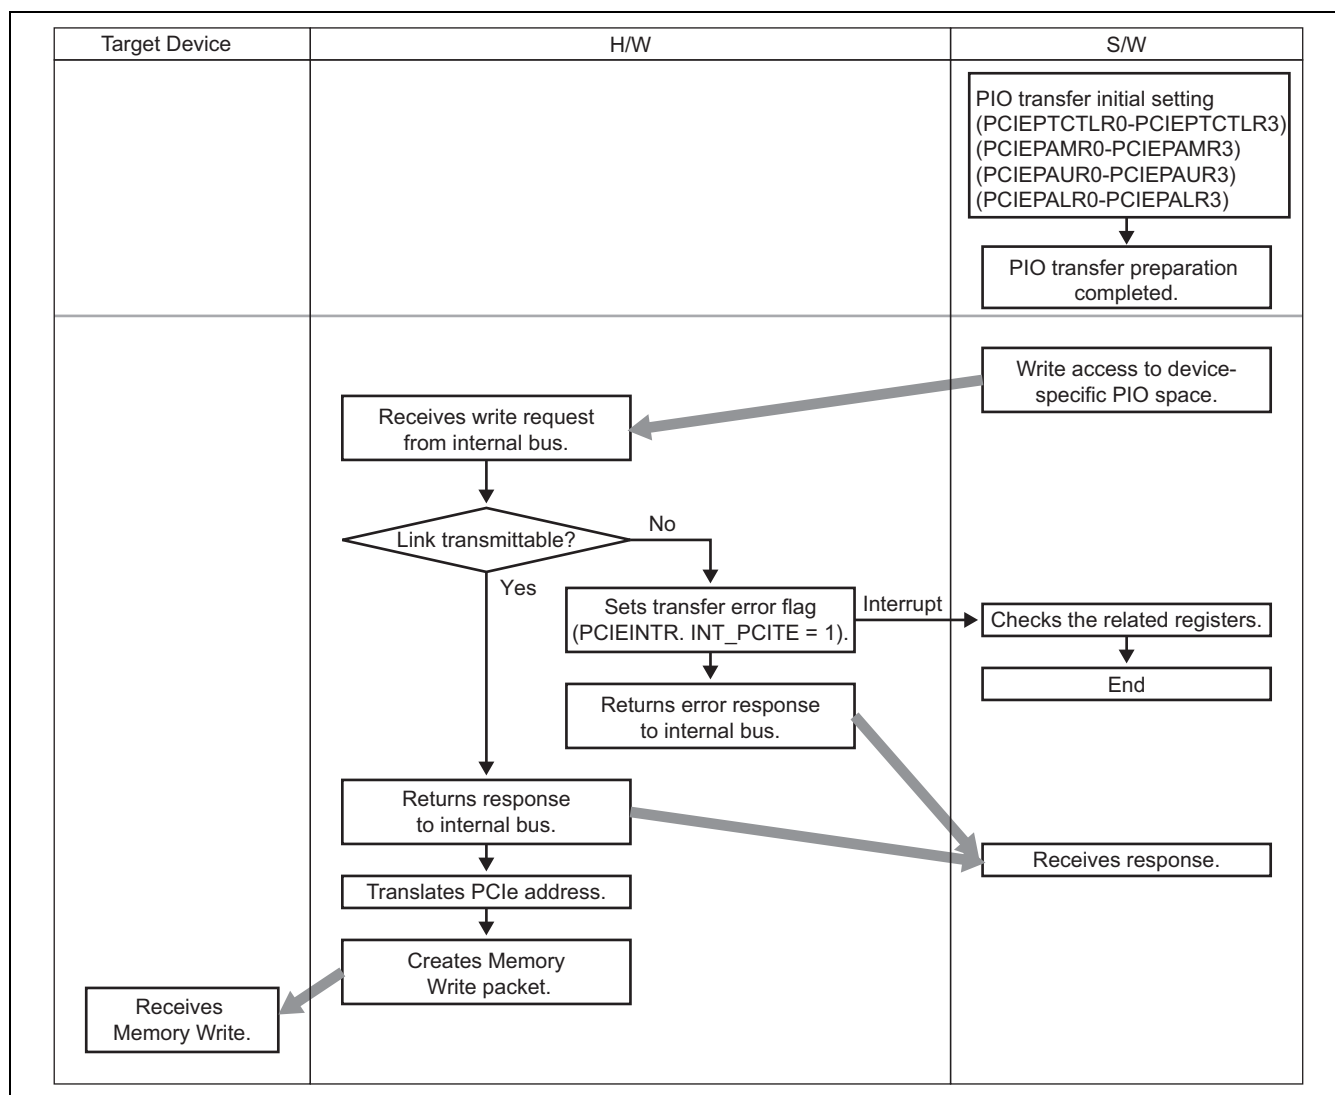 Target Device
H/W
S/W
PIO transfer initial setting
(PCIEPTCTLR0-PCIEPTCTLR3)
(PCIEPAMR0-PCIEPAMR3)
(PCIEPAUR0-PCIEPAUR3)
(PCIEPALR0-PCIEPALR3)
PIO transfer preparation
completed.
Write access to device-
specific PIO space.
Receives write request
from internal bus.
Link transmittable?
No
Yes
Sets transfer error flag
(PCIEINTR. INT_PCITE = 1).
Interrupt
Checks the related registers.
End
Returns error response
to internal bus.
Returns response
to internal bus.
Receives response.
Translates PCIe address.
Creates Memory
Write packet.
Receives
Memory Write.